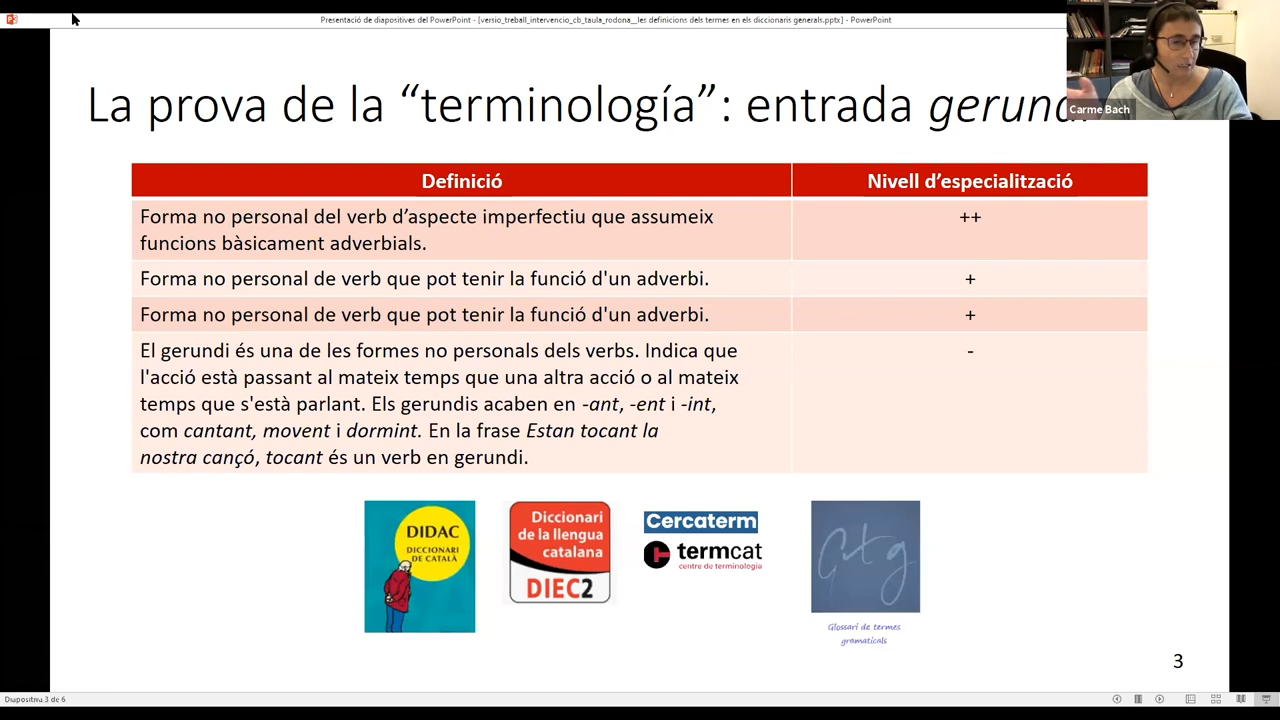 Presentació de diapositives del PowerPoint - [versio_treball_intervencio_cb_taula_rodona__les definicions dels termes en els diccionaris generals.pptx] - PowerPoint
La prova de la “terminología”: entrada gerundi
Carme Bach
Definició
Nivell d’especialització
Forma no personal del verb d’aspecte imperfectiu que assumeix
funcions bàsicament adverbials.
++
Forma no personal de verb que pot tenir la funció d'un adverbi.
+
Forma no personal de verb que pot tenir la funció d'un adverbi.
+
El gerundi és una de les formes no personals dels verbs. Indica que
l'acció està passant al mateix temps que una altra acció o al mateix
temps que s'està parlant. Els gerundis acaben en -ant, -ent i -int,
com cantant, movent i dormint. En la frase Estan tocant la
nostra cançó, tocant és un verb en gerundi.
-
DIDAC
DICCIONARI
DE CATALÀ
Diccionari
de la llengua
catalana
DIEC2
Cercaterm
termcat
centre de terminologia
Gtg
Glossari de termes
gramaticals
3
Diapositiva 3 de 6